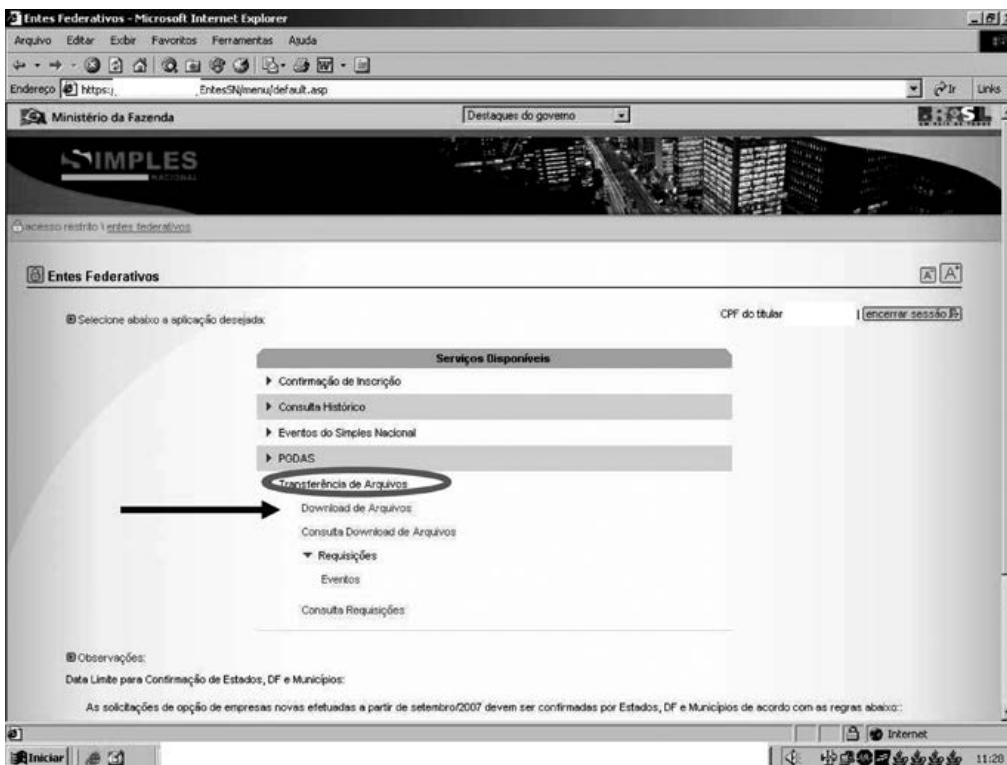 Entes Federativos - Microsoft Internet Explorer
Arquivo Editar Exibir Favoritos Ferramentas Ajuda
Endereço https:/ EntesSN/menu/default.asp Ir Links
Ministério da Fazenda Destaques do governo BRASIL
SIMPLES
NACIONAL
acesso restrito \ entes federativos
Entes Federativos A A+
Selecione abaixo a aplicação desejada: CPF do titular | encerrar sessão
Serviços Disponíveis
Confirmação de Inscrição
Consulta Histórico
Eventos do Simples Nacional
PODAS
Transferência de Arquivos
Download de Arquivos
Consulta Download de Arquivos
Requisições
Eventos
Consulta Requisições
Observações:
Data Limite para Confirmação de Estados, DF e Municípios:
As solicitações de opção de empresas novas efetuadas a partir de setembro/2007 devem ser confirmadas por Estados, DF e Municípios de acordo com as regras abaixo::
Internet
Iniciar 11:28